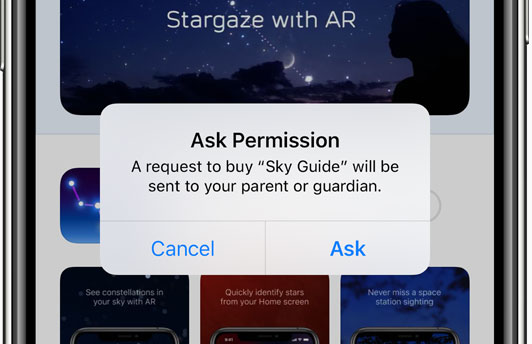 Stargaze with AR
Ask Permission
A request to buy “Sky Guide” will be
sent to your parent or guardian.
Cancel
Ask
See constellations in
your sky with AR
Quickly identify stars
from your Home screen
Never miss a space
station sighting
9:41